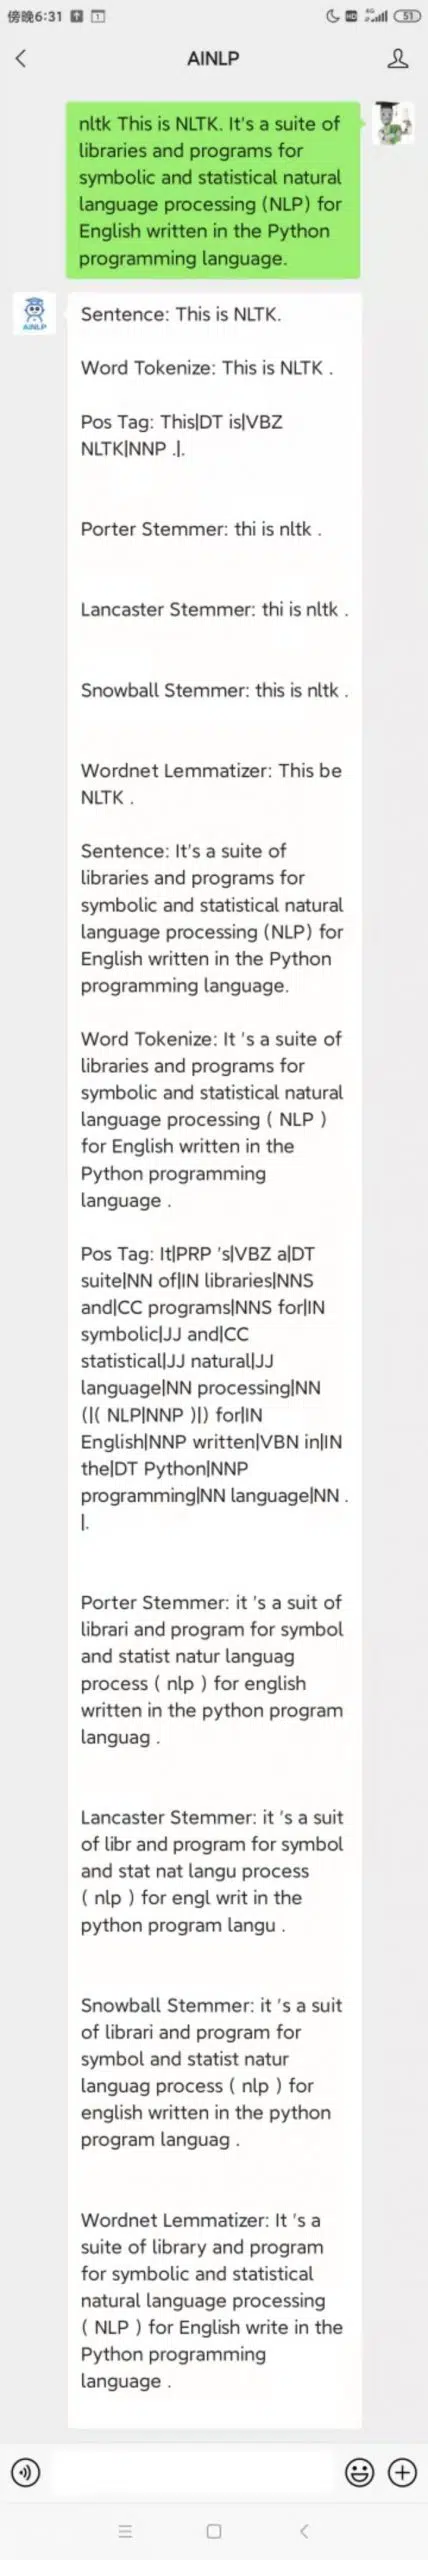 傍晚6:31
HD
4G
51
AINLP
nltk This is NLTK. It's a suite of
libraries and programs for
symbolic and statistical natural
language processing (NLP) for
English written in the Python
programming language.
AINLP
Sentence: This is NLTK.
Word Tokenize: This is NLTK .
Pos Tag: This|DT is|VBZ
NLTK|NNP .|.
Porter Stemmer: thi is nltk .
Lancaster Stemmer: thi is nltk .
Snowball Stemmer: this is nltk .
Wordnet Lemmatizer: This be
NLTK .
Sentence: It's a suite of
libraries and programs for
symbolic and statistical natural
language processing (NLP) for
English written in the Python
programming language.
Word Tokenize: It 's a suite of
libraries and programs for
symbolic and statistical natural
language processing ( NLP )
for English written in the
Python programming
language .
Pos Tag: It|PRP 's|VBZ a|DT
suite|NN of|IN libraries|NNS
and|CC programs|NNS for|IN
symbolic|JJ and|CC
statistical|JJ natural|JJ
language|NN processing|NN
(|( NLP|NNP )|) for|IN
English|NNP written|VBN in|IN
the|DT Python|NNP
programming|NN language|NN .
|.
Porter Stemmer: it 's a suit of
librari and program for symbol
and statist natur languag
process ( nlp ) for english
written in the python program
languag .
Lancaster Stemmer: it 's a suit
of libr and program for symbol
and stat nat langu process
( nlp ) for engl writ in the
python program langu .
Snowball Stemmer: it 's a suit
of librari and program for
symbol and statist natur
languag process ( nlp ) for
english written in the python
program languag .
Wordnet Lemmatizer: It 's a
suite of library and program
for symbolic and statistical
natural language processing
( NLP ) for English write in the
Python programming
language .